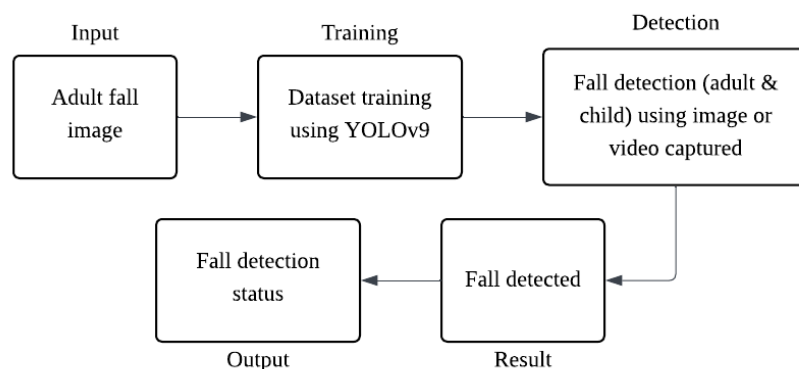 Input
Training
Detection
Adult fall
image
Dataset training
using YOLOv9
Fall detection (adult &
child) using image or
video captured
Fall detection
status
Fall detected
Output
Result